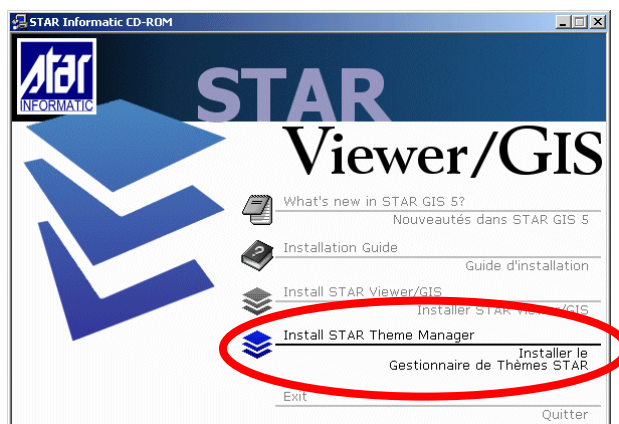 STAR Informatic CD-ROM
Star
INFORMATIC
STAR
Viewer/GIS
What's new in STAR GIS 5?
Nouveautés dans STAR GIS 5
Installation Guide
Guide d'installation
Install STAR Viewer/GIS
Installer STAR Viewer/GIS
Install STAR Theme Manager
Installer le
Gestionnaire de Thèmes STAR
Exit
Quitter